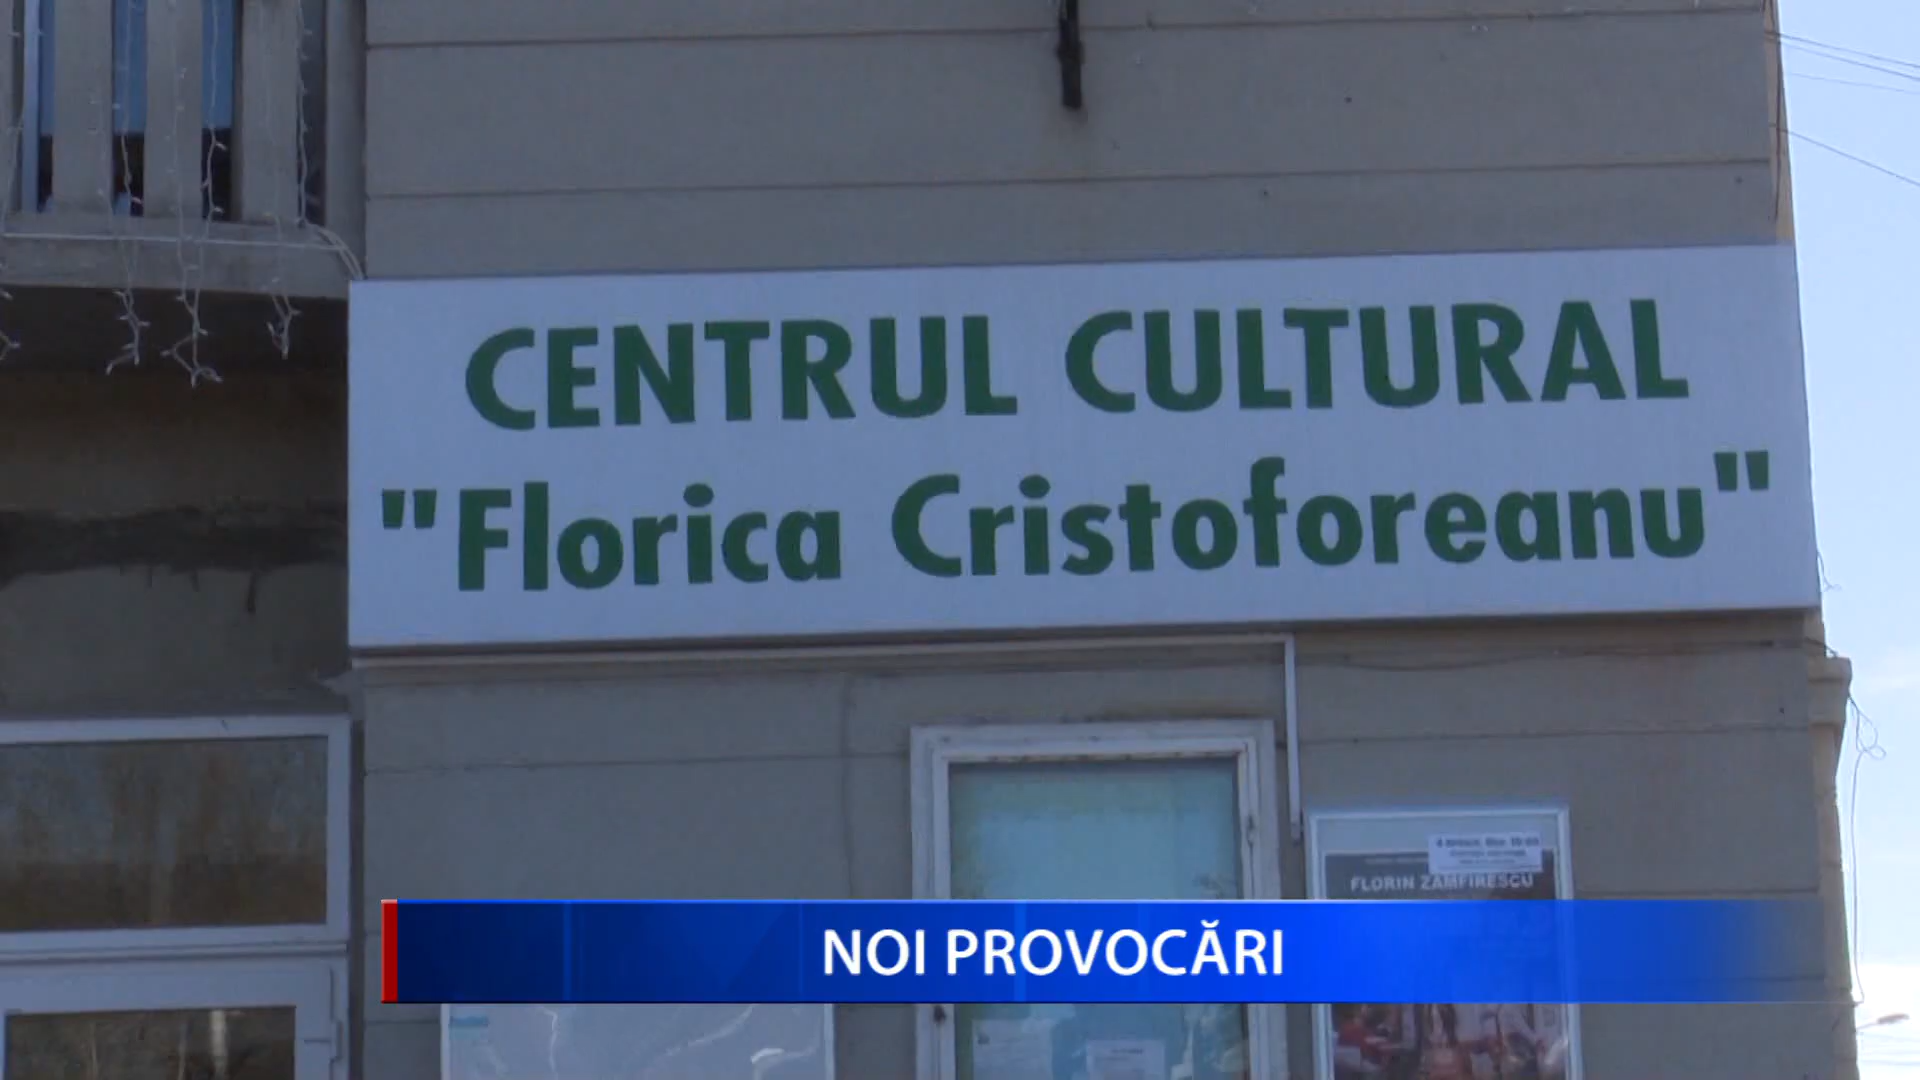 CENTRUL CULTURAL
"Florica Cristoforeanu"
FLORIN ZAMFIRESCU
NOI PROVOCĂRI